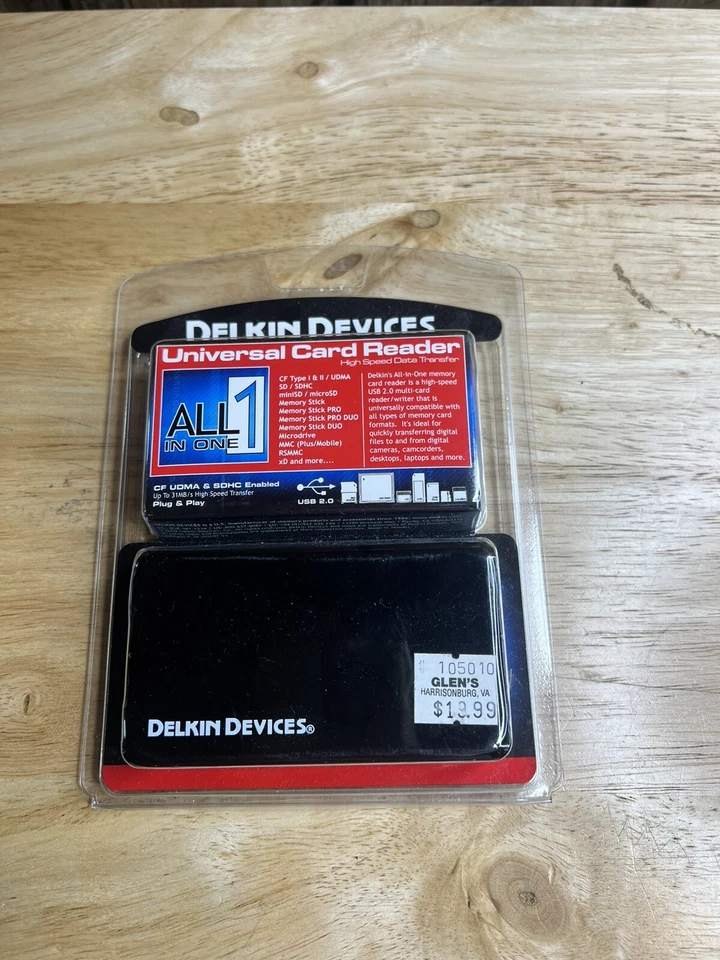 DELKIN DEVICES
Universal Card Reader
High Speed Data Transfer
ALL 1
IN ONE
CF Type I & II / UDMA
SD / SDHC
miniSD / microSD
Memory Stick
Memory Stick PRO
Memory Stick PRO DUO
Memory Stick DUO
Microdrive
MMC (Plus/Mobile)
RSMMC
xD and more....
Delkin's All-in-One memory
card reader is a high-speed
USB 2.0 multi-card
reader/writer that is
universally compatible with
all types of memory card
formats. It's ideal for
quickly transferring digital
files to and from digital
cameras, camcorders,
desktops, laptops and more.
CF UDMA & SDHC Enabled
Up To 31MB/s High Speed Transfer
Plug & Play
USB 2.0
105010
GLEN'S
HARRISONBURG, VA
$19.99
DELKIN DEVICES®